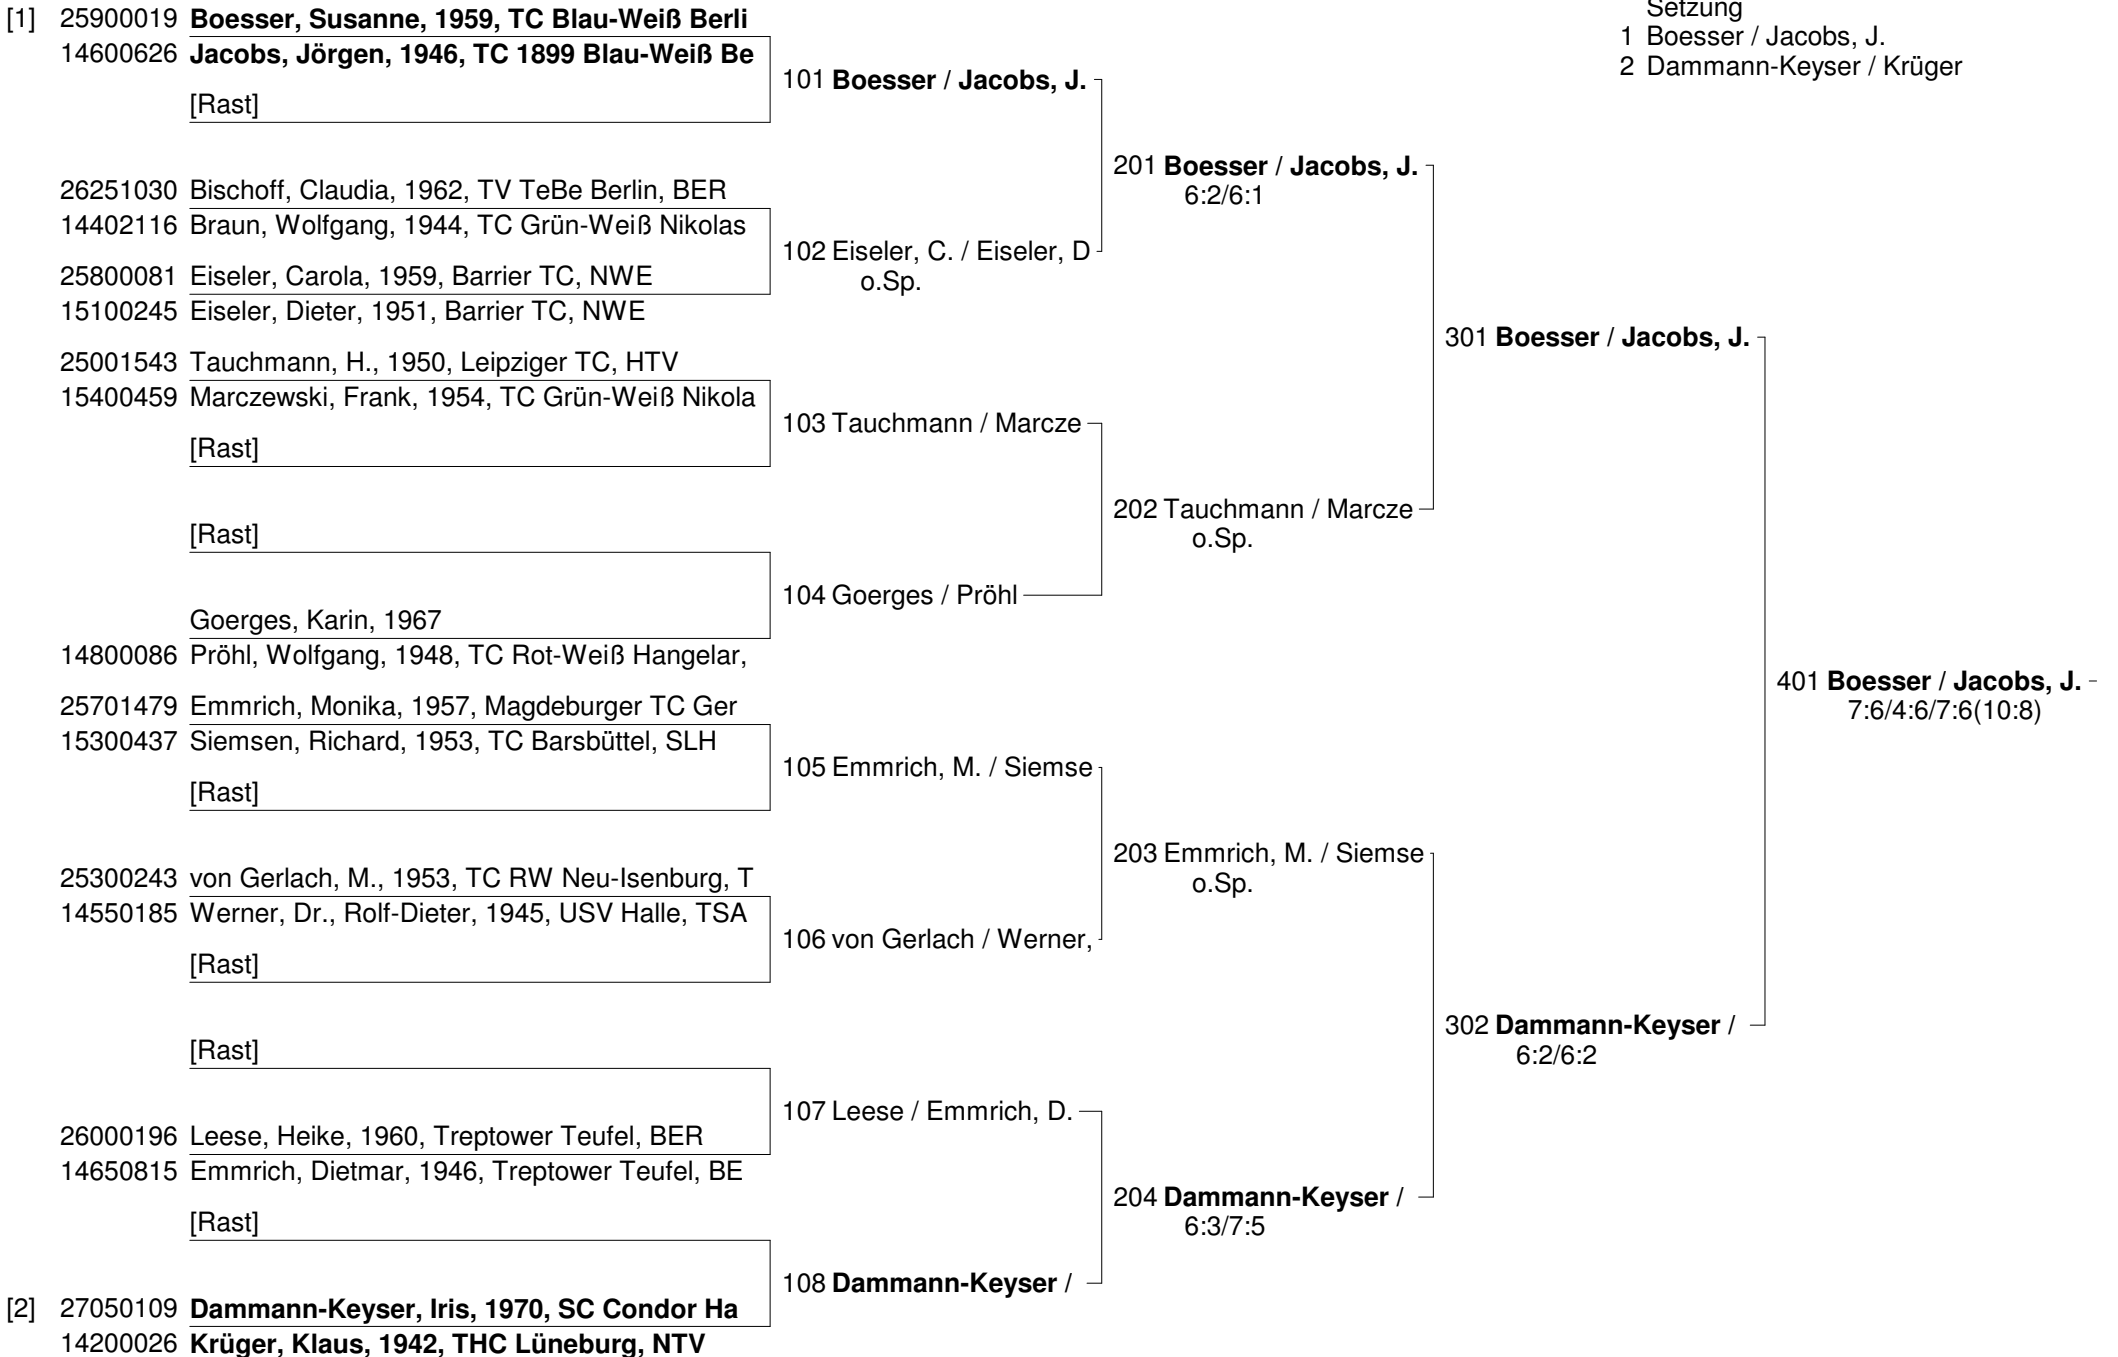 [1] 25900019 Boesser, Susanne, 1959, TC Blau-Weiß Berli
14600626 Jacobs, Jörgen, 1946, TC 1899 Blau-Weiß Be
[Rast]
26251030 Bischoff, Claudia, 1962, TV TeBe Berlin, BER
14402116 Braun, Wolfgang, 1944, TC Grün-Weiß Nikolas
25800081 Eiseler, Carola, 1959, Barrier TC, NWE
15100245 Eiseler, Dieter, 1951, Barrier TC, NWE
25001543 Tauchmann, H., 1950, Leipziger TC, HTV
15400459 Marczewski, Frank, 1954, TC Grün-Weiß Nikola
[Rast]
[Rast]
Goerges, Karin, 1967
14800086 Pröhl, Wolfgang, 1948, TC Rot-Weiß Hangelar,
25701479 Emmrich, Monika, 1957, Magdeburger TC Ger
15300437 Siemsen, Richard, 1953, TC Barsbüttel, SLH
[Rast]
25300243 von Gerlach, M., 1953, TC RW Neu-Isenburg, T
14550185 Werner, Dr., Rolf-Dieter, 1945, USV Halle, TSA
[Rast]
[Rast]
26000196 Leese, Heike, 1960, Treptower Teufel, BER
14650815 Emmrich, Dietmar, 1946, Treptower Teufel, BE
[Rast]
[2] 27050109 Dammann-Keyser, Iris, 1970, SC Condor Ha
14200026 Krüger, Klaus, 1942, THC Lüneburg, NTV
101 Boesser / Jacobs, J.
102 Eiseler, C. / Eiseler, D
o.Sp.
103 Tauchmann / Marcze
104 Goerges / Pröhl
105 Emmrich, M. / Siemse
106 von Gerlach / Werner,
107 Leese / Emmrich, D.
108 Dammann-Keyser /
201 Boesser / Jacobs, J.
6:2/6:1
202 Tauchmann / Marcze
o.Sp.
203 Emmrich, M. / Siemse
o.Sp.
204 Dammann-Keyser /
6:3/7:5
301 Boesser / Jacobs, J.
302 Dammann-Keyser /
6:2/6:2
401 Boesser / Jacobs, J.
7:6/4:6/7:6(10:8)
Setzung
1 Boesser / Jacobs, J.
2 Dammann-Keyser / Krüger